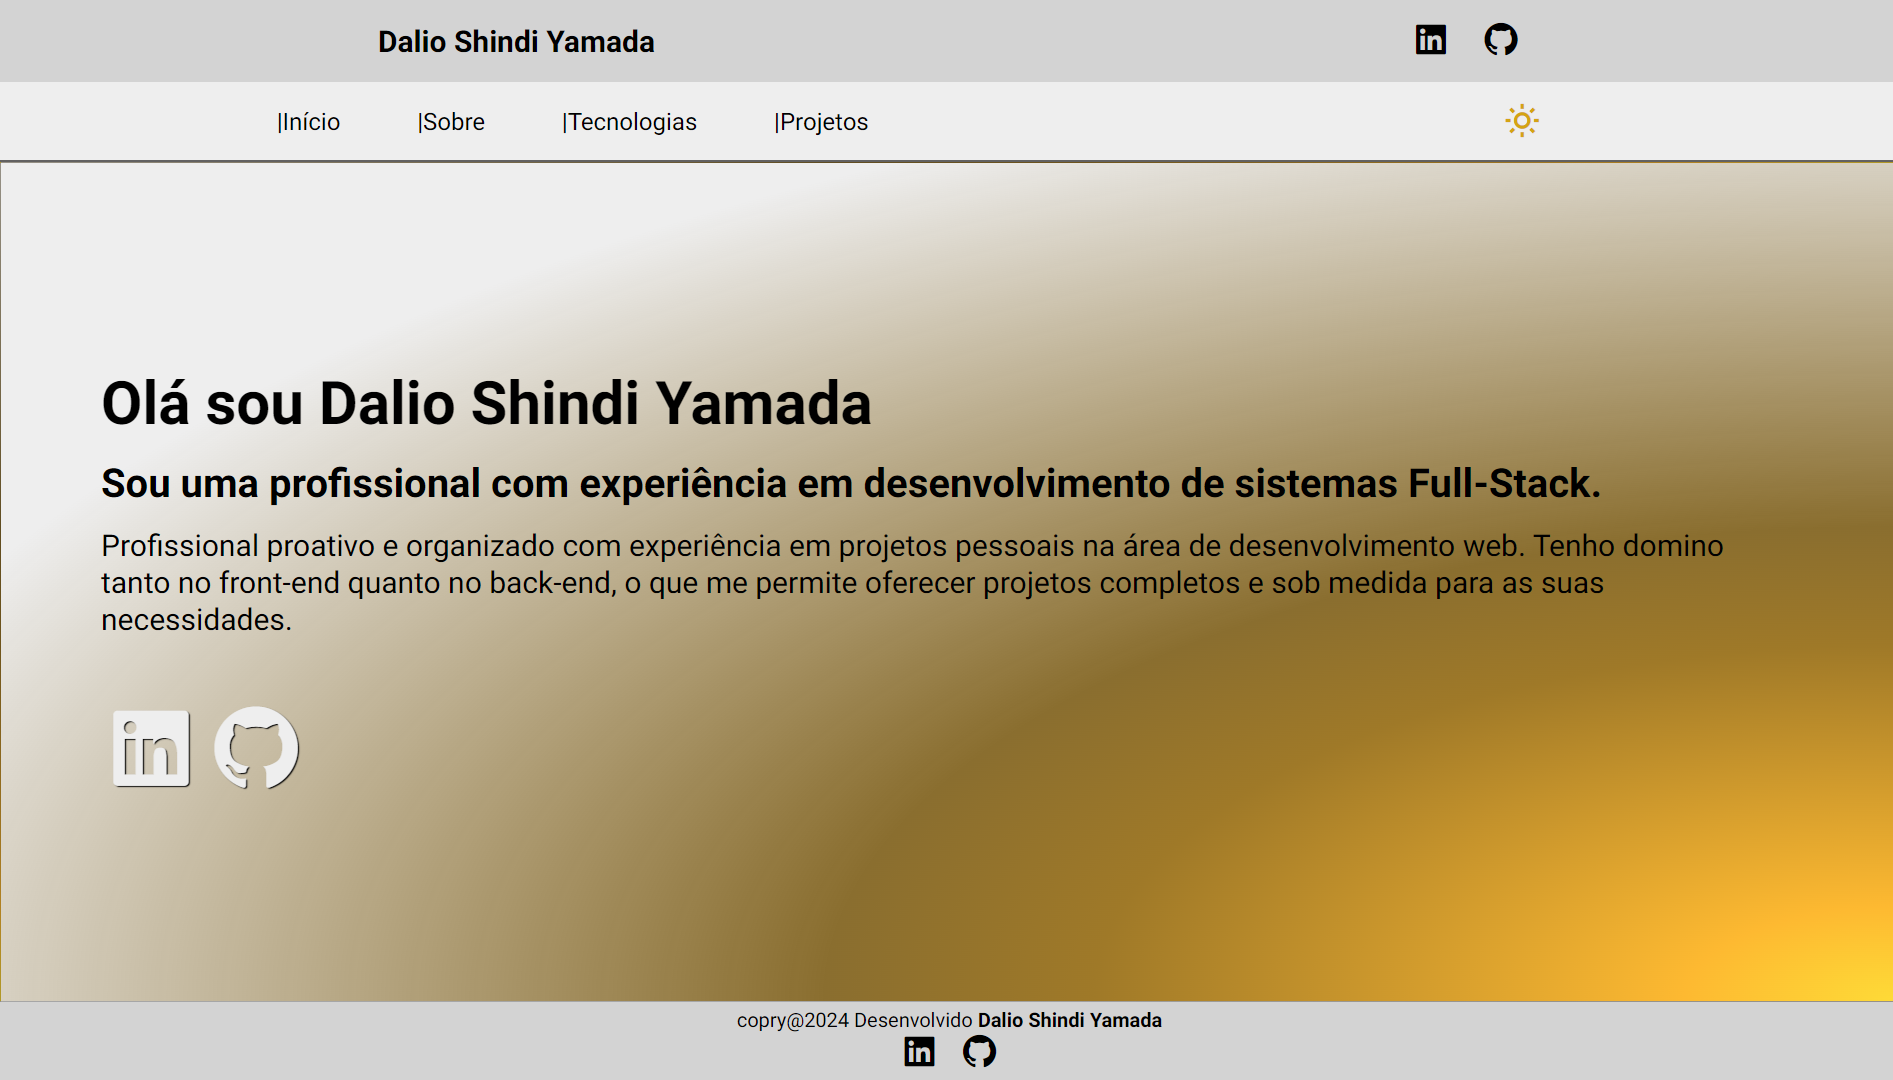 Dalio Shindi Yamada
|Início |Sobre |Tecnologias |Projetos
Olá sou Dalio Shindi Yamada
Sou uma profissional com experiência em desenvolvimento de sistemas Full-Stack.
Profissional proativo e organizado com experiência em projetos pessoais na área de desenvolvimento web. Tenho domino
tanto no front-end quanto no back-end, o que me permite oferecer projetos completos e sob medida para as suas
necessidades.
copry@2024 Desenvolvido Dalio Shindi Yamada